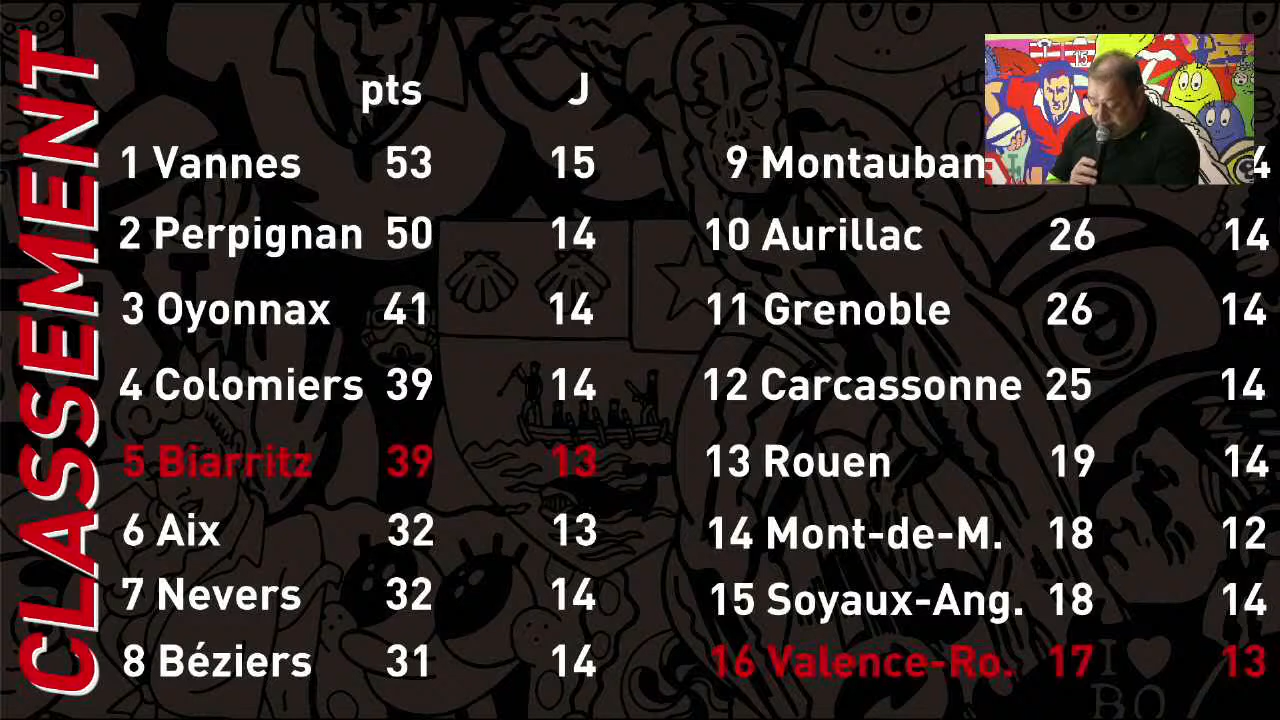 CLASSEMENT
pts J
1 Vannes 53 15
2 Perpignan 50 14
3 Oyonnax 41 14
4 Colomiers 39 14
5 Biarritz 39 13
6 Aix 32 13
7 Nevers 32 14
8 Béziers 31 14
9 Montauban 4
10 Aurillac 26 14
11 Grenoble 26 14
12 Carcassonne 25 14
13 Rouen 19 14
14 Mont-de-M. 18 12
15 Soyaux-Ang. 18 14
16 Valence-Ro. 17 13
I
BO
15